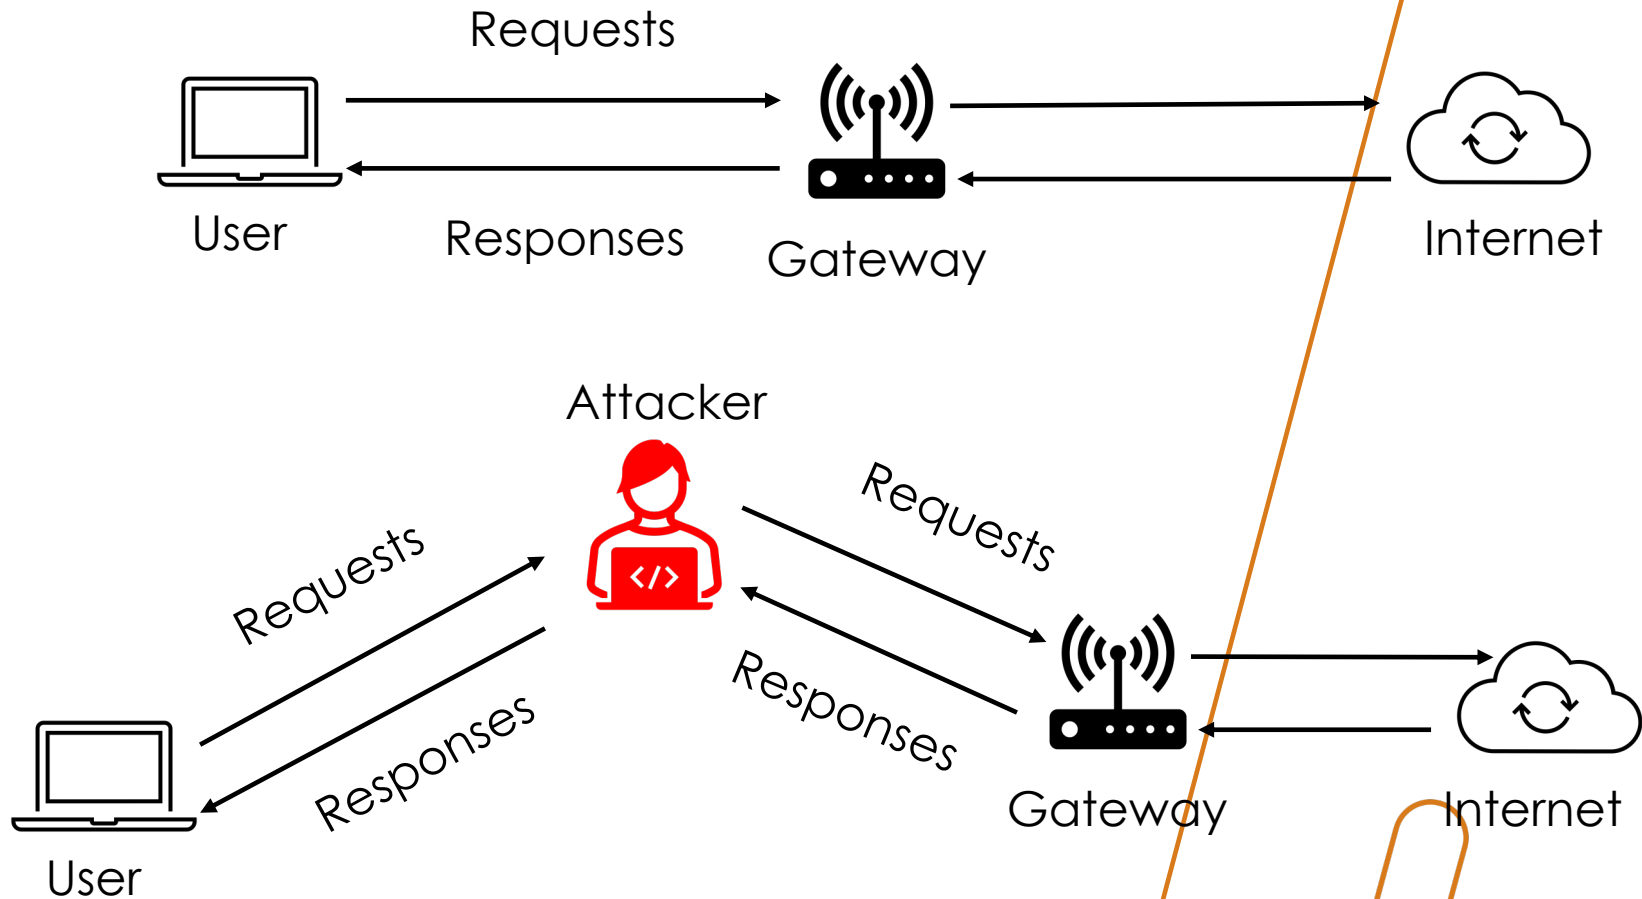 Requests
User
Responses
Gateway
Internet
Attacker
Requests
Requests
</>
Responses
Responses
Gateway
Internet
User